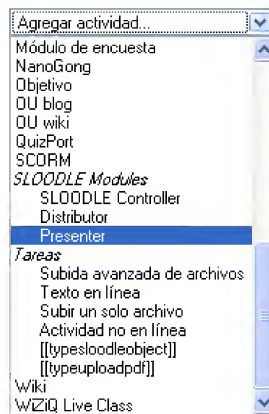 Agregar actividad...
Módulo de encuesta
NanoGong
Objetivo
OU blog
OU wiki
QuizPort
SCORM
SLOODLE Modules
SLOODLE Controller
Distributor
Presenter
Tareas
Subida avanzada de archivos
Texto en línea
Subir un solo archivo
Actividad no en línea
[[typesloodleobject]]
[[typeuploadpdf]]
Wiki
WiZiQ Live Class